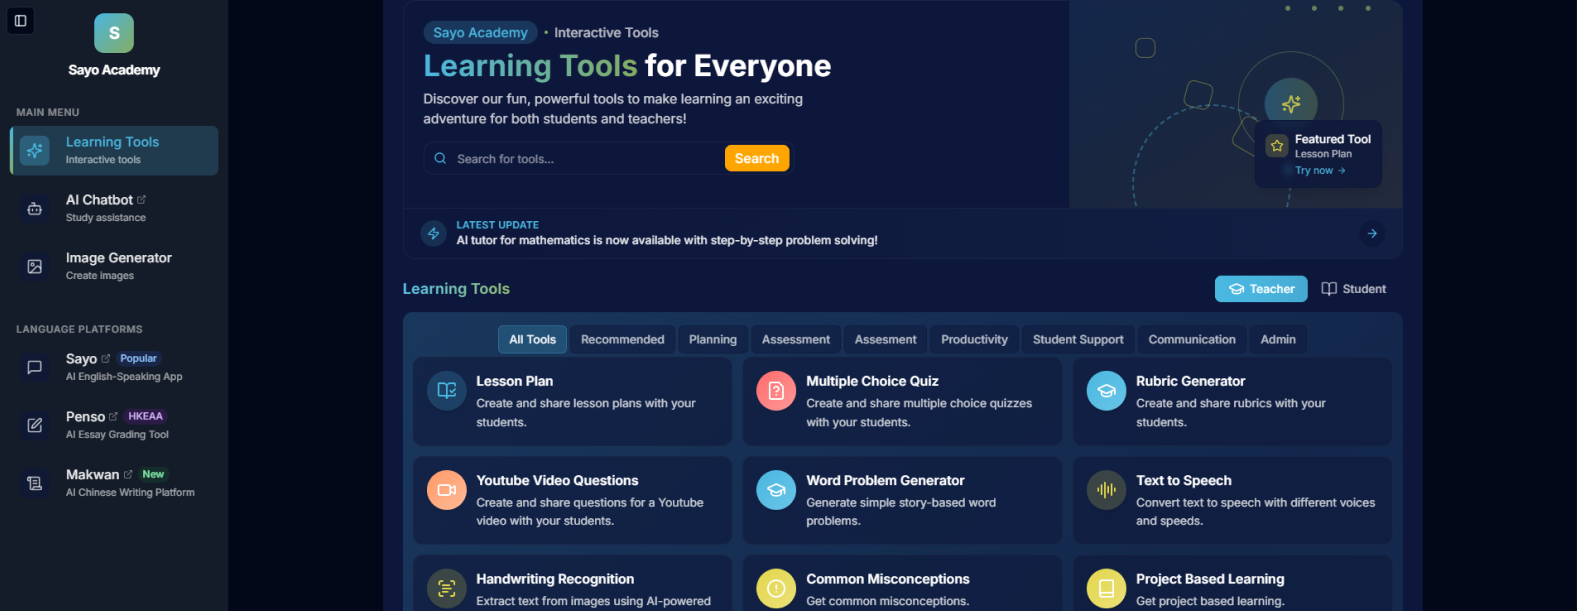 S
Sayo Academy
MAIN MENU
Learning Tools
Interactive tools
AI Chatbot
Study assistance
Image Generator
Create images
LANGUAGE PLATFORMS
Sayo Popular
AI English-Speaking App
Penso HKEAA
AI Essay Grading Tool
Makwan New
AI Chinese Writing Platform
Sayo Academy • Interactive Tools
Learning Tools for Everyone
Discover our fun, powerful tools to make learning an exciting
adventure for both students and teachers!
Search for tools...
Search
Featured Tool
Lesson Plan
Try now →
LATEST UPDATE
AI tutor for mathematics is now available with step-by-step problem solving!
Learning Tools
Teacher
Student
All Tools
Recommended
Planning
Assessment
Assesment
Productivity
Student Support
Communication
Admin
Lesson Plan
Create and share lesson plans with your
students.
Multiple Choice Quiz
Create and share multiple choice quizzes
with your students.
Rubric Generator
Create and share rubrics with your
students.
Youtube Video Questions
Create and share questions for a Youtube
video with your students.
Word Problem Generator
Generate simple story-based word
problems.
Text to Speech
Convert text to speech with different voices
and speeds.
Handwriting Recognition
Extract text from images using AI-powered
Common Misconceptions
Get common misconceptions.
Project Based Learning
Get project based learning.